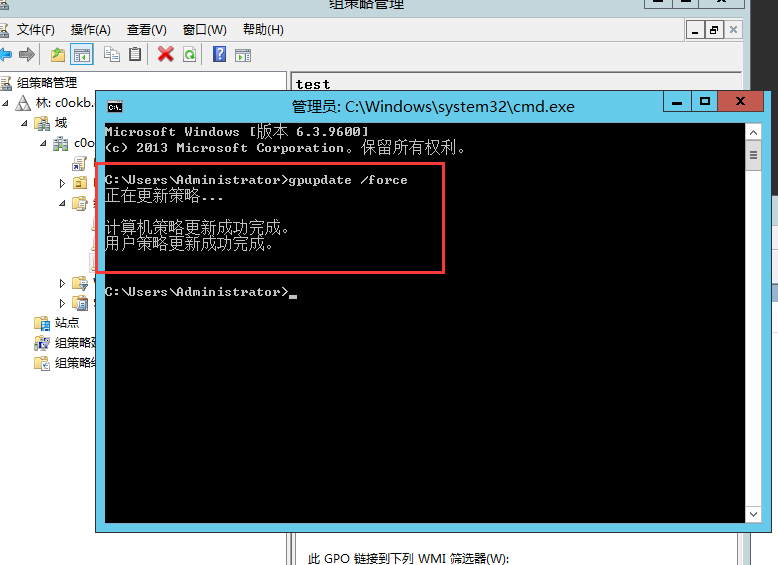 组策略管理
文件(F) 操作(A) 查看(V) 窗口(W) 帮助(H)
组策略管理
林: c0okb.
域
c0o
站点
组策略建
组策略结
test
管理员: C:\Windows\system32\cmd.exe
Microsoft Windows [版本 6.3.9600]
(c) 2013 Microsoft Corporation。保留所有权利。
C:\Users\Administrator>gpupdate /force
正在更新策略...
计算机策略更新成功完成。
用户策略更新成功完成。
C:\Users\Administrator>
此 GPO 链接到下列 WMI 筛选器(W):